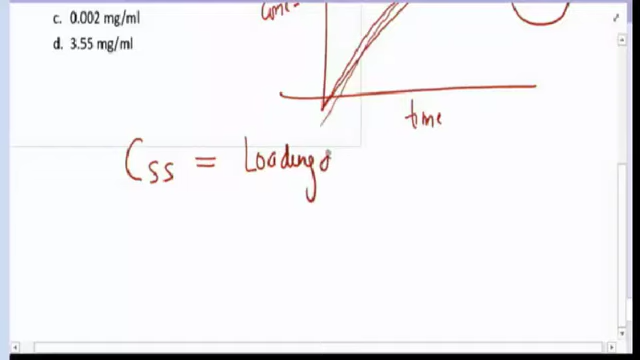 c. 0.002 mg/ml
d. 3.55 mg/ml
time
Css = Loading